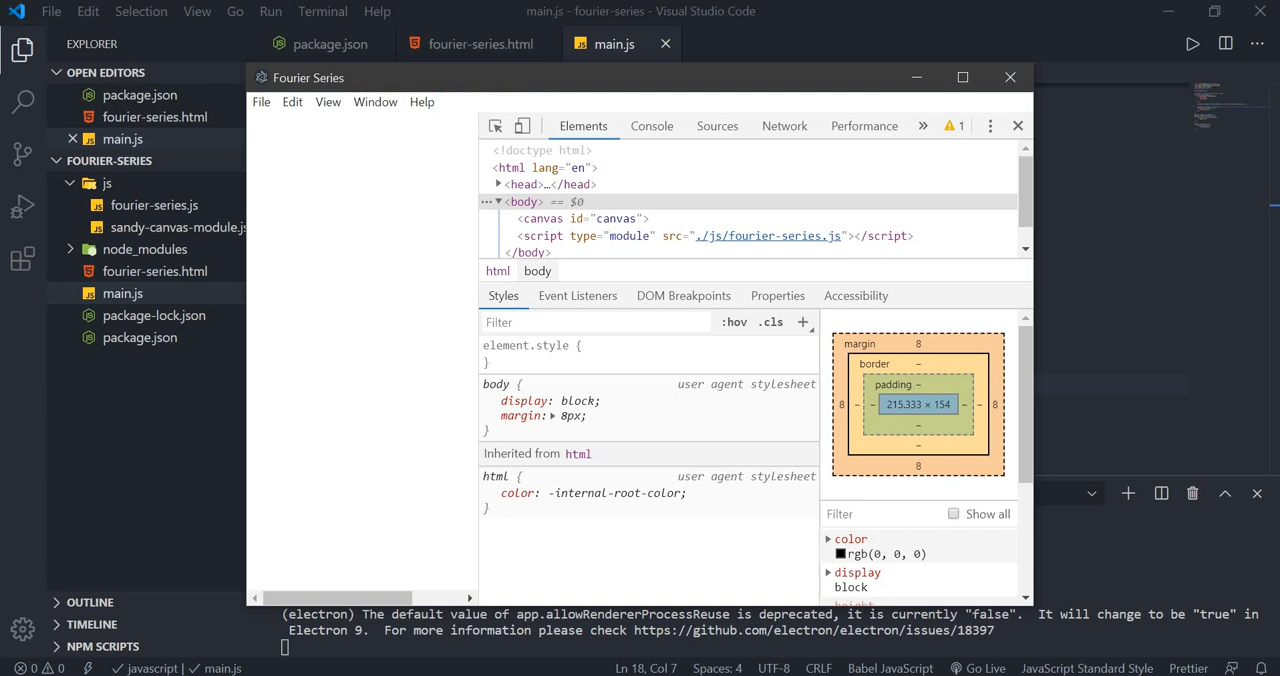 File Edit Selection View Go Run Terminal Help main.js - fourier-series - Visual Studio Code
EXPLORER
OPEN EDITORS
package.json
fourier-series.html
main.js
FOURIER-SERIES
js
fourier-series.js
sandy-canvas-module.js
node_modules
fourier-series.html
main.js
package-lock.json
package.json
OUTLINE
TIMELINE
NPM SCRIPTS
package.json fourier-series.html main.js
Fourier Series
File Edit View Window Help
Elements Console Sources Network Performance » 1
<!doctype html>
<html lang="en">
<head>…</head>
<body> == $0
<canvas id="canvas">
<script type="module" src="./js/fourier-series.js"></script>
</body>
html body
Styles Event Listeners DOM Breakpoints Properties Accessibility
Filter :hov .cls +
element.style {
}
body { user agent stylesheet
display: block;
margin: 8px;
}
Inherited from html
html { user agent stylesheet
color: -internal-root-color;
}
margin 8
border –
padding –
8 – – 215.333 × 154 – – 8
–
–
8
Filter Show all
color
rgb(0, 0, 0)
display
block
height
(electron) The default value of app.allowRendererProcessReuse is deprecated, it is currently "false". It will change to be "true" in
Electron 9. For more information please check https://github.com/electron/electron/issues/18397
0 0 javascript main.js Ln 18, Col 7 Spaces: 4 UTF-8 CRLF Babel JavaScript Go Live JavaScript Standard Style Prettier